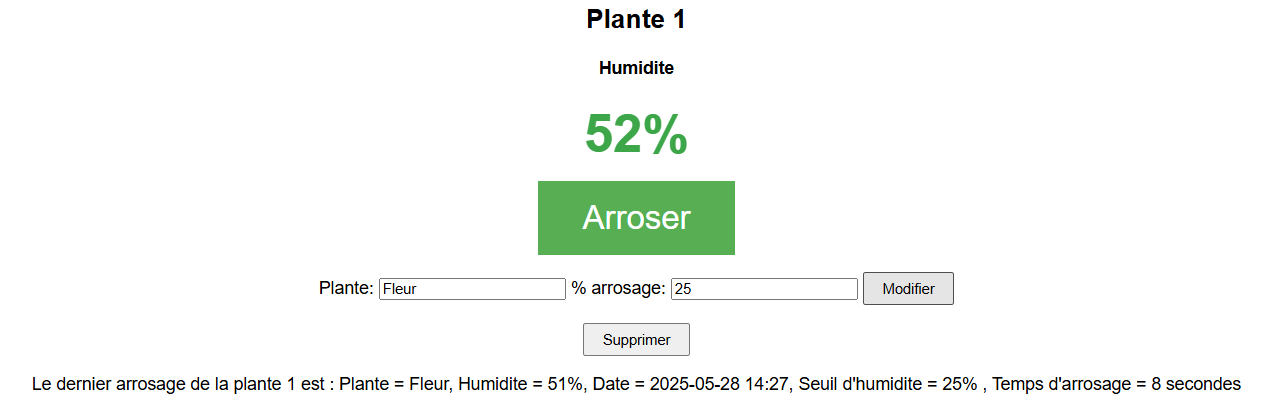 Plante 1
Humidite
52%
Arroser
Plante: Fleur % arrosage: 25 Modifier
Supprimer
Le dernier arrosage de la plante 1 est : Plante = Fleur, Humidite = 51%, Date = 2025-05-28 14:27, Seuil d'humidite = 25% , Temps d'arrosage = 8 secondes